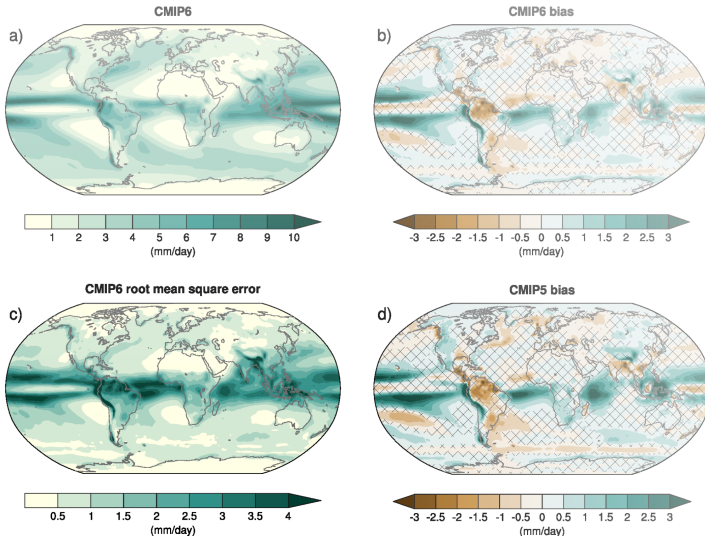 CMIP6
a)
1 2 3 4 5 6 7 8 9 10
(mm/day)
CMIP6 bias
b)
-3 -2.5 -2 -1.5 -1 -0.5 0 0.5 1 1.5 2 2.5 3
(mm/day)
CMIP6 root mean square error
c)
0.5 1 1.5 2 2.5 3 3.5 4
(mm/day)
CMIP5 bias
d)
-3 -2.5 -2 -1.5 -1 -0.5 0 0.5 1 1.5 2 2.5 3
(mm/day)